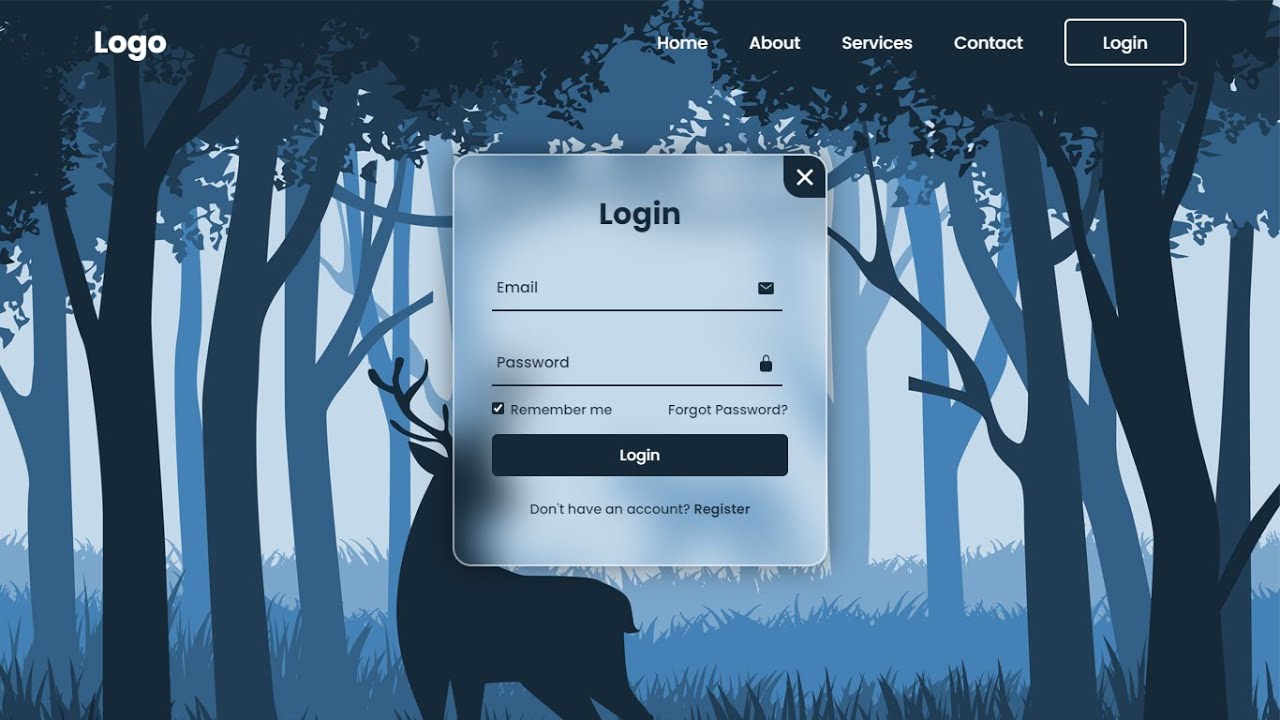 Logo
Home About Services Contact Login
Login
Email
Password
Remember me Forgot Password?
Login
Don't have an account? Register